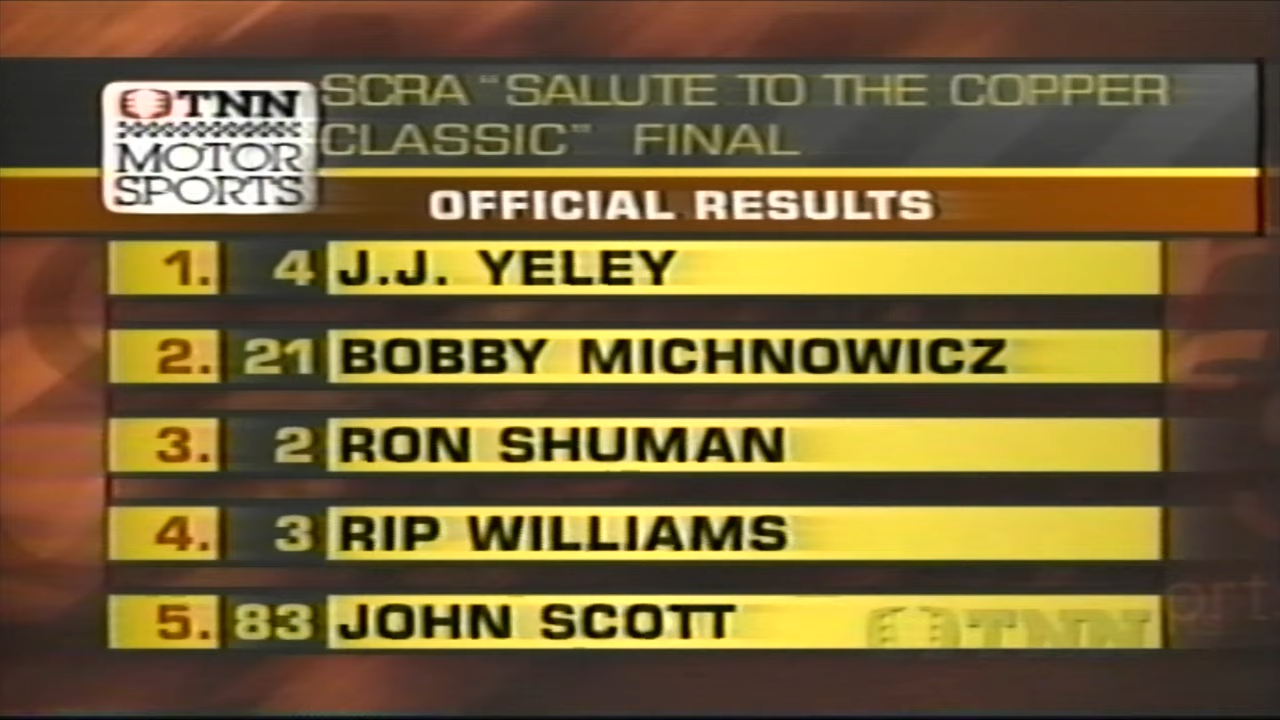 TNN
MOTOR
SPORTS
SCRA "SALUTE TO THE COPPER
CLASSIC" FINAL
OFFICIAL RESULTS
1. 4 J.J. YELEY
2. 21 BOBBY MICHNOWICZ
3. 2 RON SHUMAN
4. 3 RIP WILLIAMS
5. 83 JOHN SCOTT
TNN